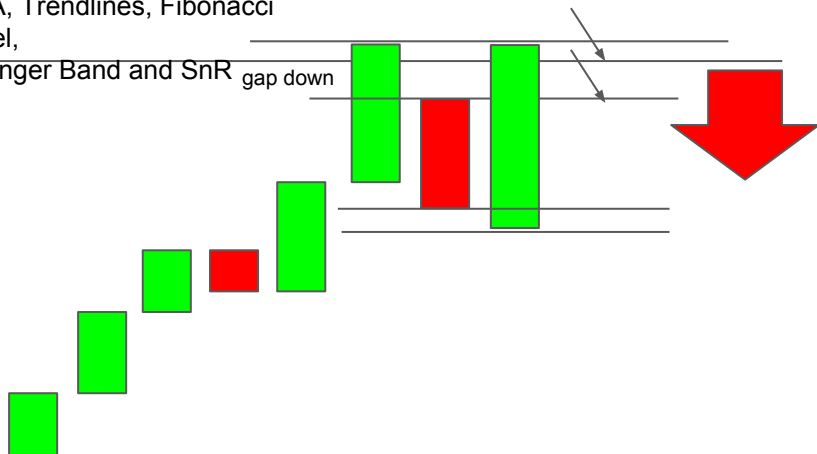 A, Trendlines, Fibonacci
el,
nger Band and SnR gap down